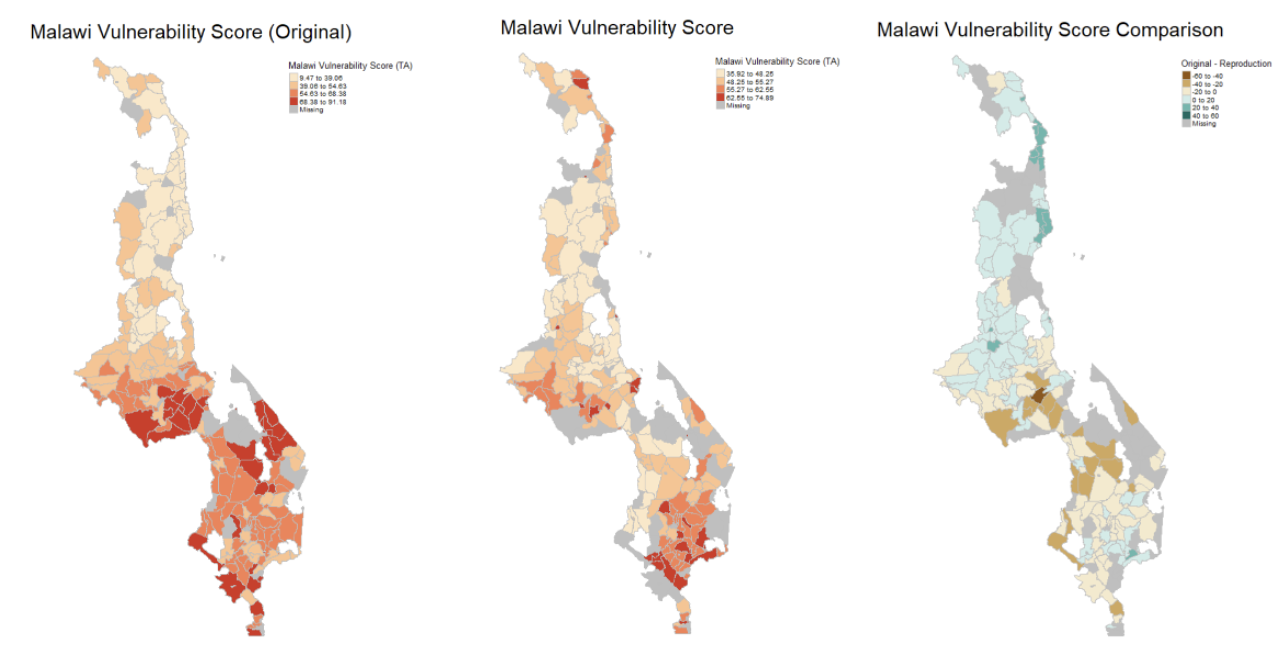 Malawi Vulnerability Score (Original)
Malawi Vulnerability Score (TA)
9.47 to 39.06
39.06 to 54.63
54.63 to 68.38
68.38 to 91.18
Missing
Malawi Vulnerability Score
Malawi Vulnerability Score (TA)
35.92 to 48.25
48.25 to 55.27
55.27 to 62.55
62.55 to 74.89
Missing
Malawi Vulnerability Score Comparison
Original - Reproduction
-60 to -40
-40 to -20
-20 to 0
0 to 20
20 to 40
40 to 60
Missing